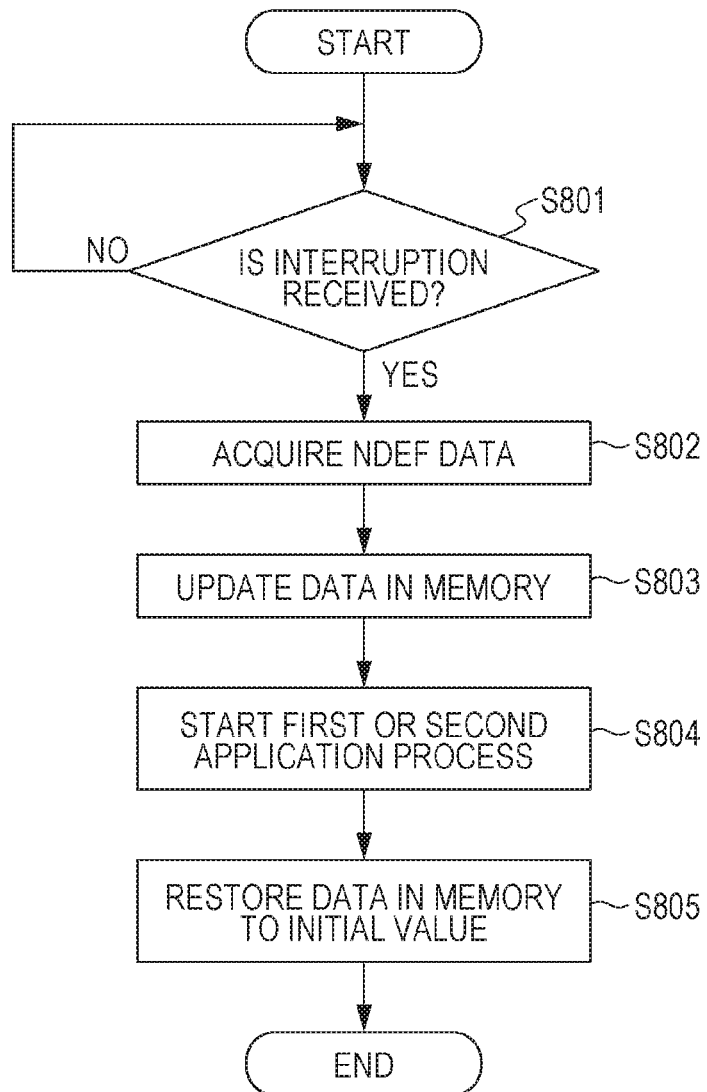 START
S801
NO
IS INTERRUPTION
RECEIVED?
YES
ACQUIRE NDEF DATA
S802
UPDATE DATA IN MEMORY
S803
START FIRST OR SECOND
APPLICATION PROCESS
S804
RESTORE DATA IN MEMORY
TO INITIAL VALUE
S805
END